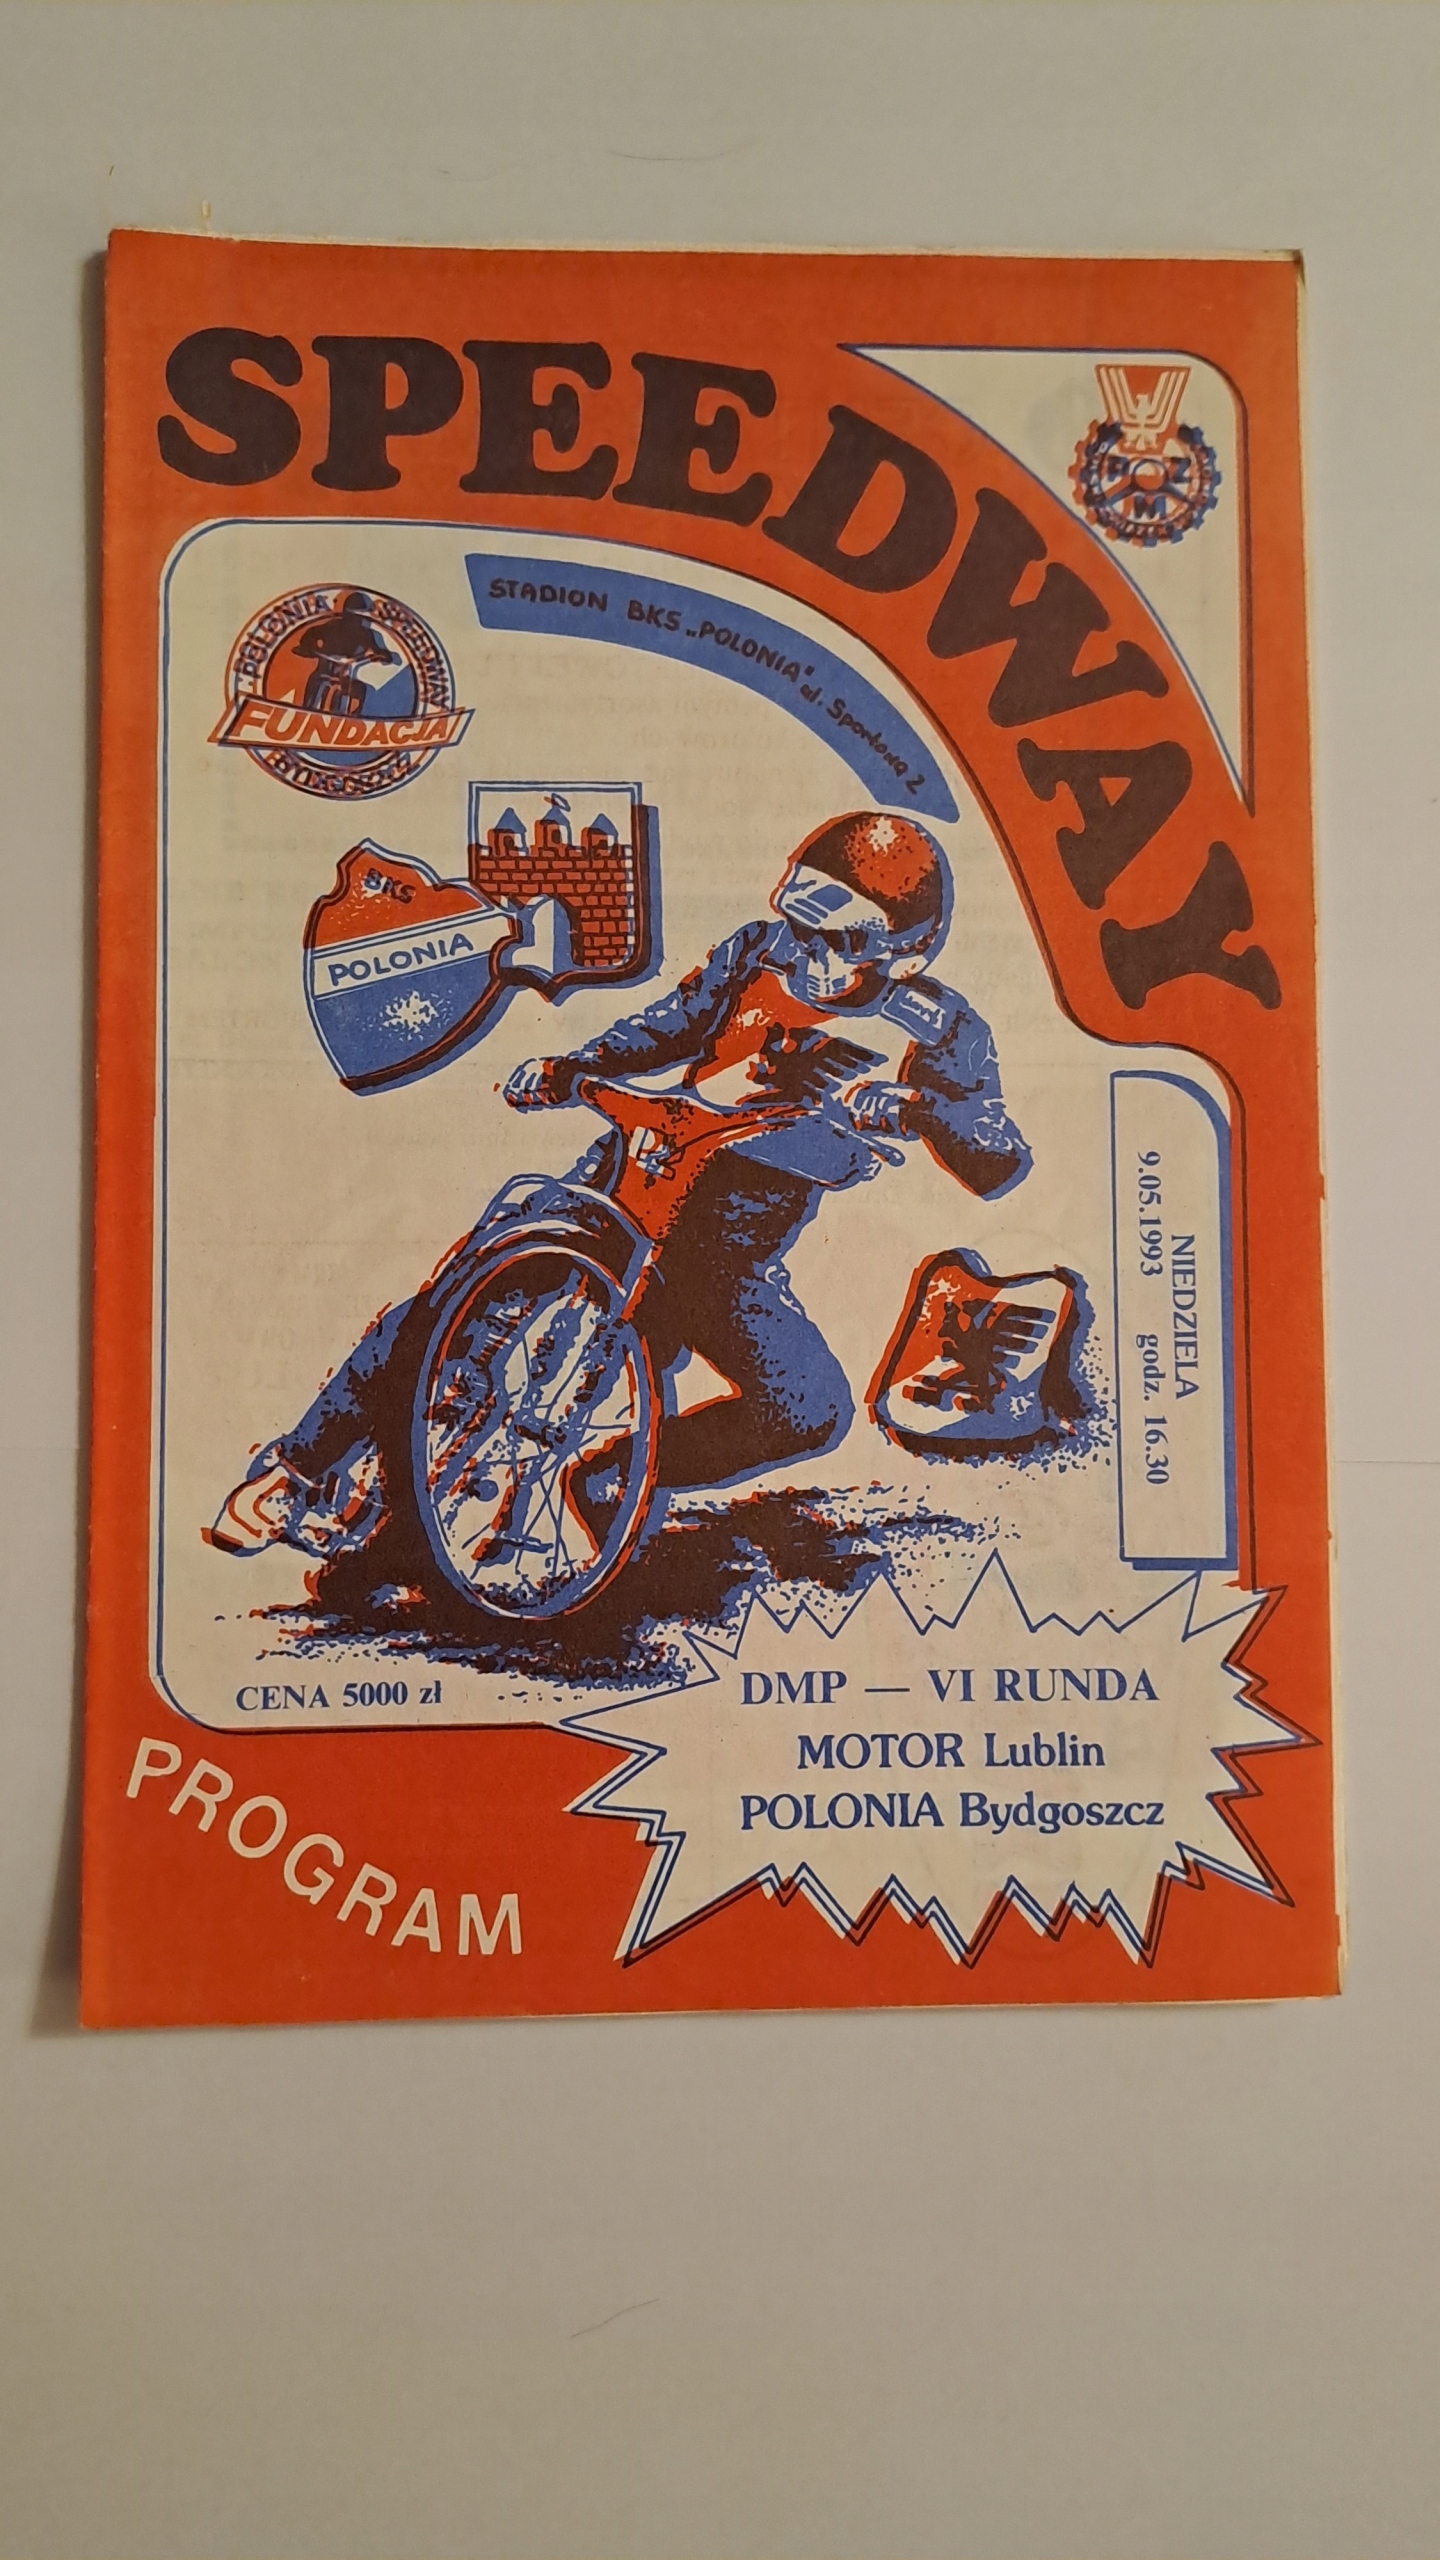 SPEEDWAY
STADION BKS „POLONIA" ul. Sportowa 2
POLONIA SPEEDWAY
FUNDACJA
BYDGOSZCZ
BKS
POLONIA
NIEDZIELA
9.05.1993 godz. 16.30
CENA 5000 zł
DMP — VI RUNDA
MOTOR Lublin
POLONIA Bydgoszcz
PROGRAM